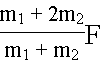 m₁ + 2m₂
m₁ + m₂ F